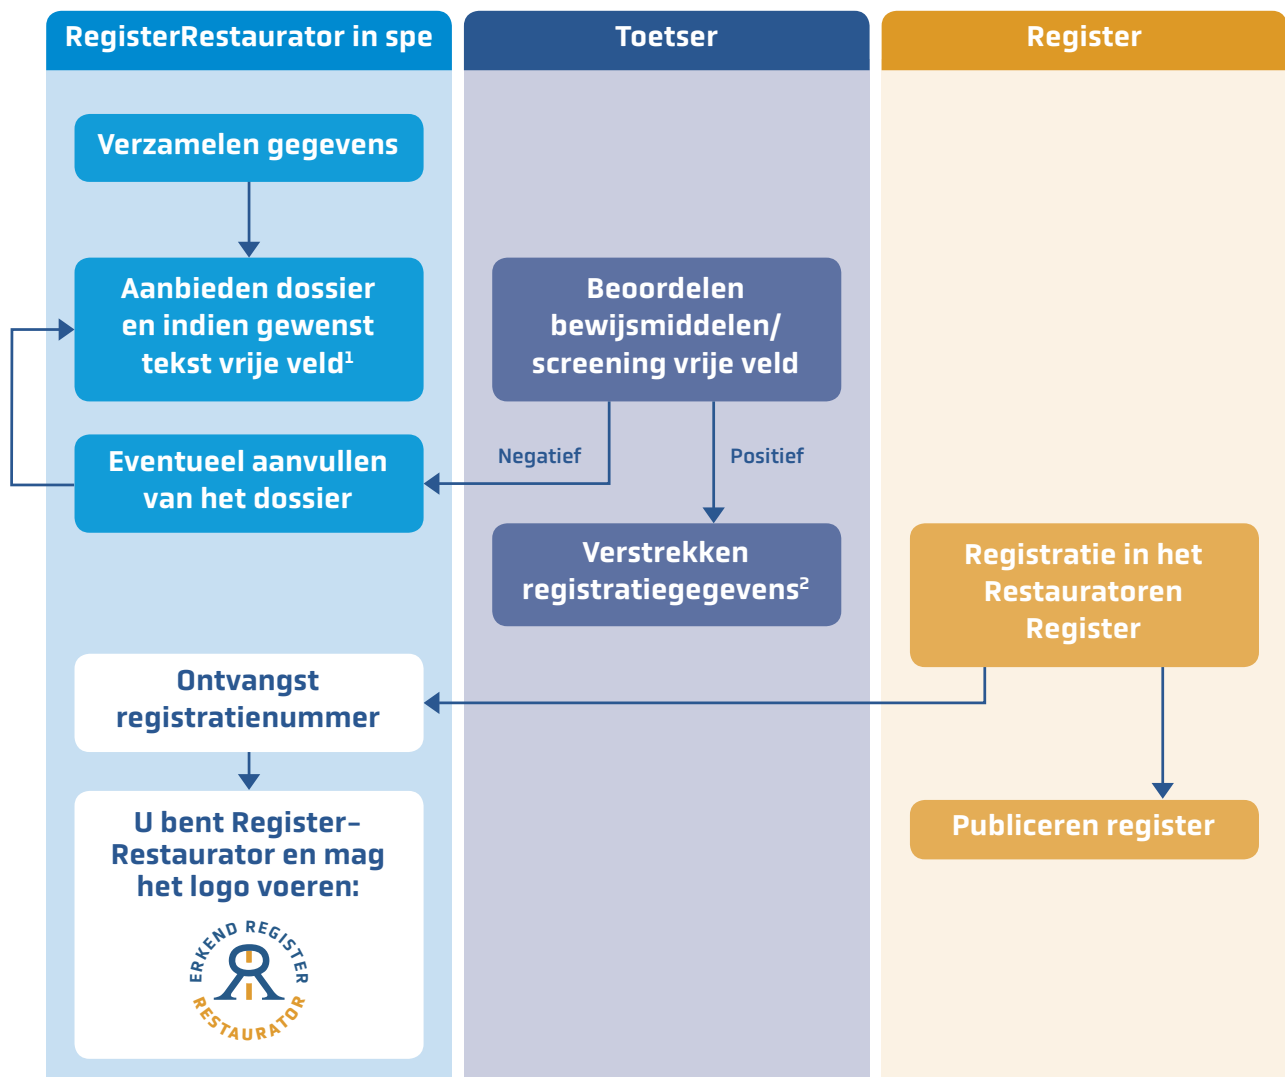 RegisterRestaurator in spe
Toetser
Register
Verzamelen gegevens
Aanbieden dossier
en indien gewenst
tekst vrije veld¹
Beoordelen
bewijsmiddelen/
screening vrije veld
Negatief
Positief
Eventueel aanvullen
van het dossier
Verstrekken
registratiegegevens²
Registratie in het
Restauratoren
Register
Ontvangst
registratienummer
U bent Register-
Restaurator en mag
het logo voeren:
ERKEND REGISTER
RESTAURATOR
Publiceren register